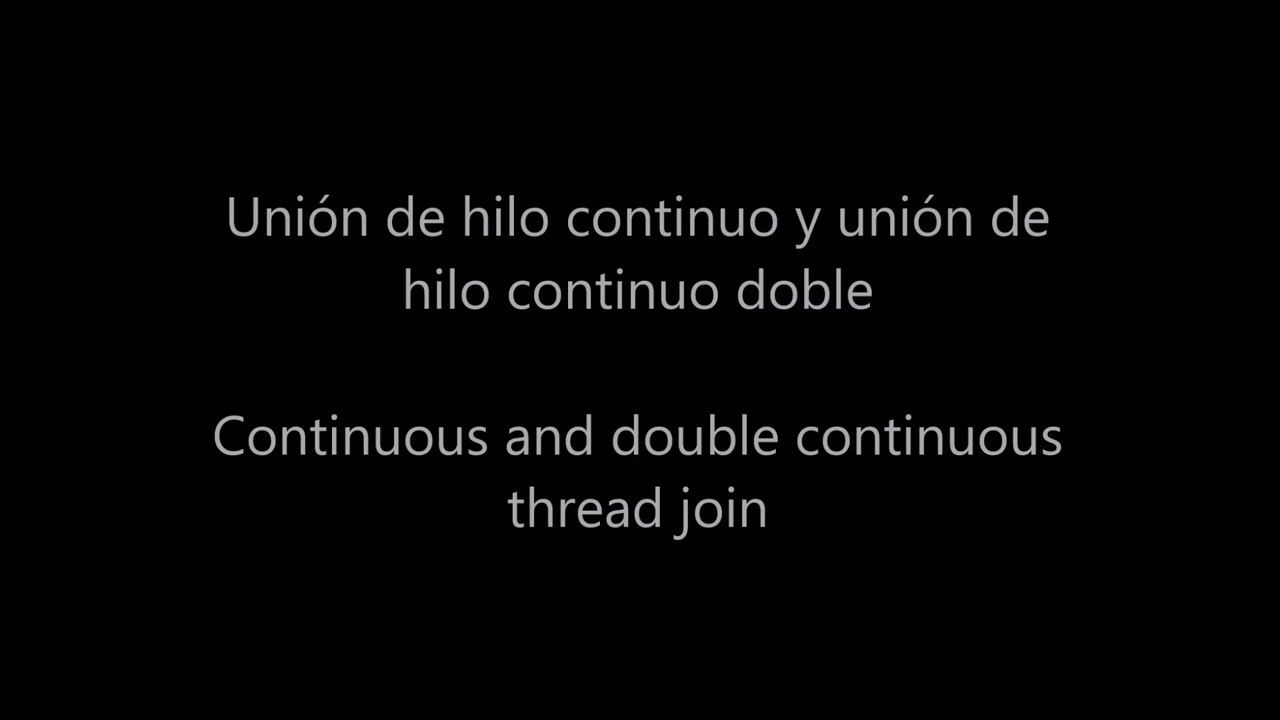 Unión de hilo continuo y unión de
hilo continuo doble
Continuous and double continuous
thread join